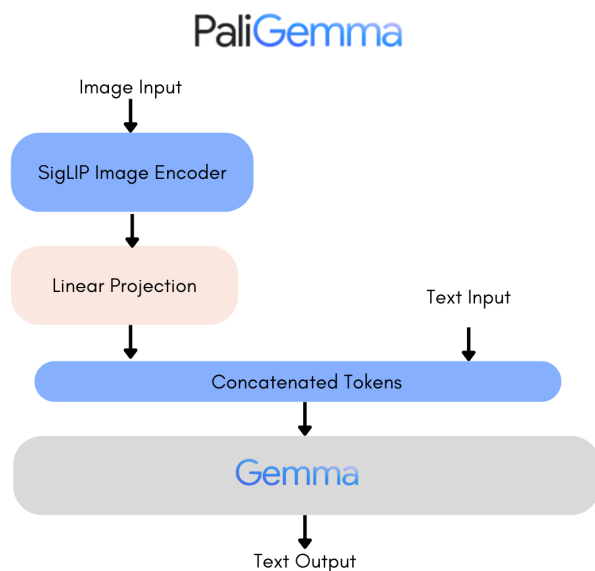 PaliGemma
Image Input
SigLIP Image Encoder
Linear Projection
Text Input
Concatenated Tokens
Gemma
Text Output